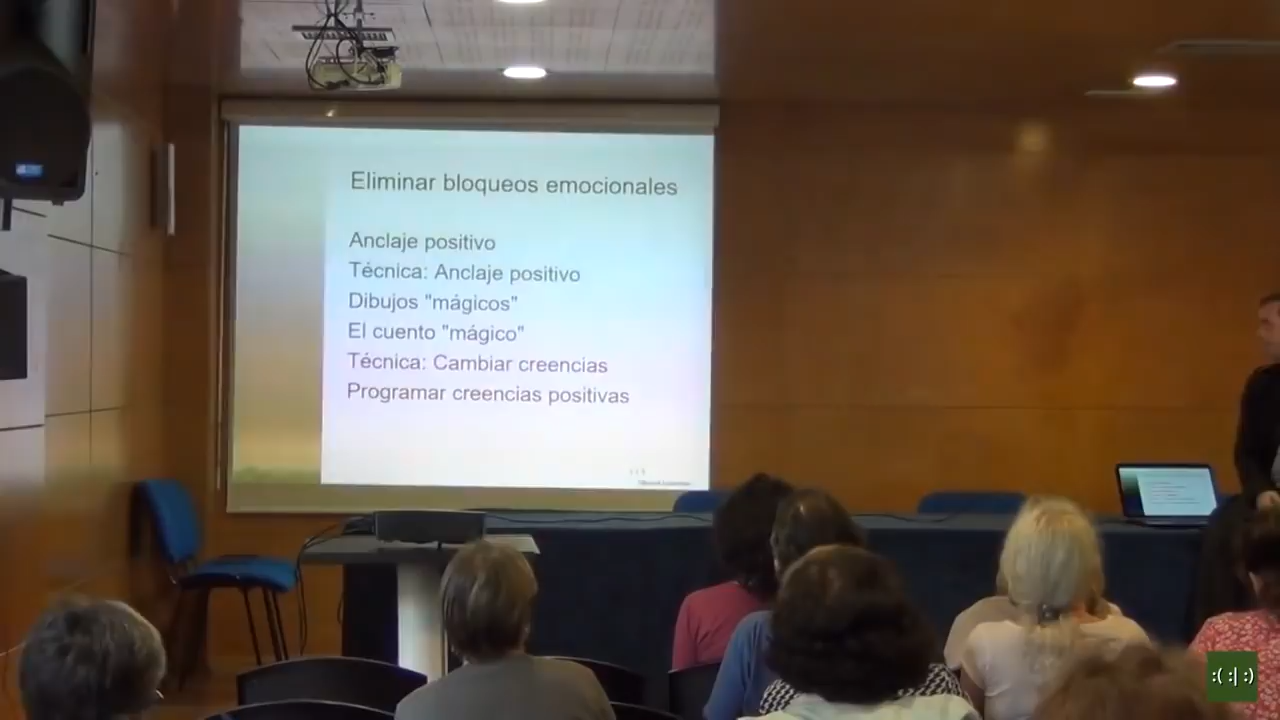 Eliminar bloqueos emocionales
Anclaje positivo
Técnica: Anclaje positivo
Dibujos "mágicos"
El cuento "mágico"
Técnica: Cambiar creencias
Programar creencias positivas
:( :| :)